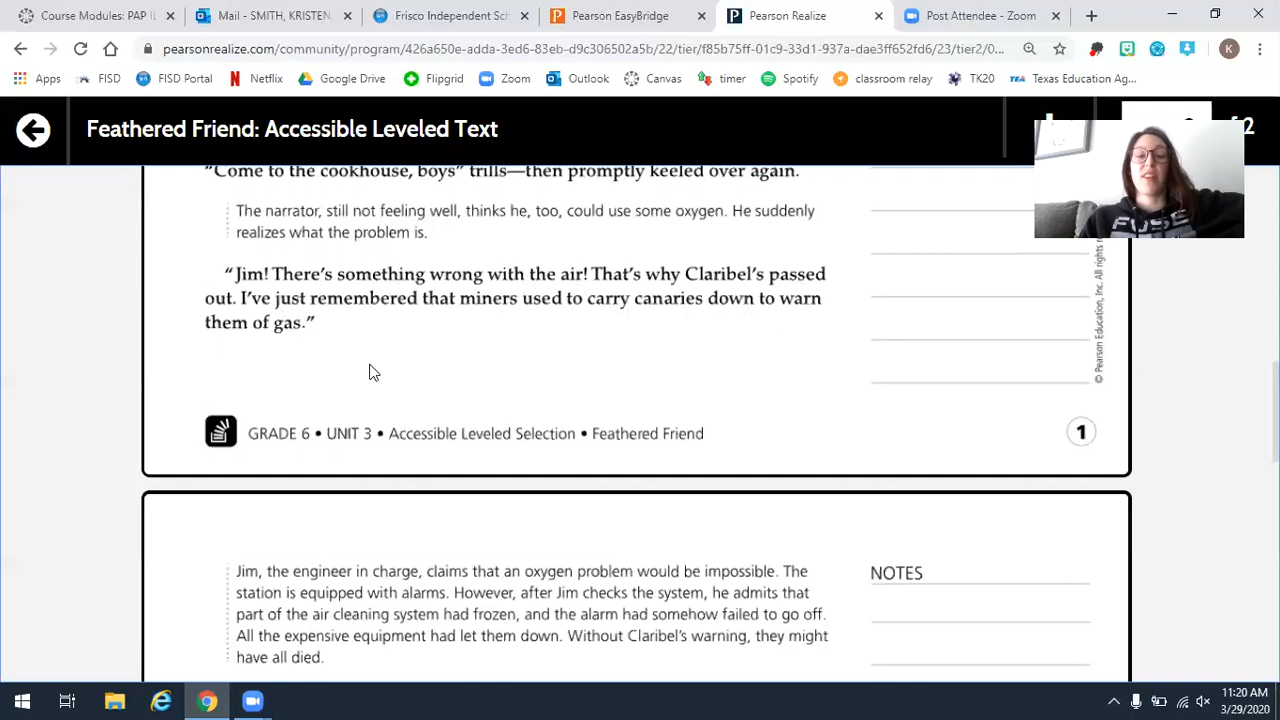 Course Modules: PAP I
Mail - SMITH, KRISTEN
Frisco Independent Sch
Pearson EasyBridge
Pearson Realize
Post Attendee - Zoom
pearsonrealize.com/community/program/426a650e-adda-3ed6-83eb-d9c306502a5b/22/tier/f85b75ff-01c9-33d1-937a-dae3ff652fd6/23/tier2/0...
K
Apps
FISD
FISD Portal
Netflix
Google Drive
Flipgrid
Zoom
Outlook
Canvas
timer
Spotify
classroom relay
TK20
Texas Education Ag...
Feathered Friend: Accessible Leveled Text
2
“Come to the cookhouse, boys” trills—then promptly keeled over again.
The narrator, still not feeling well, thinks he, too, could use some oxygen. He suddenly
realizes what the problem is.
“Jim! There’s something wrong with the air! That’s why Claribel’s passed
out. I’ve just remembered that miners used to carry canaries down to warn
them of gas.”
© Pearson Education, Inc. All rights
GRADE 6 • UNIT 3 • Accessible Leveled Selection • Feathered Friend
1
Jim, the engineer in charge, claims that an oxygen problem would be impossible. The
station is equipped with alarms. However, after Jim checks the system, he admits that
part of the air cleaning system had frozen, and the alarm had somehow failed to go off.
All the expensive equipment had let them down. Without Claribel’s warning, they might
have all died.
NOTES
11:20 AM
3/29/2020